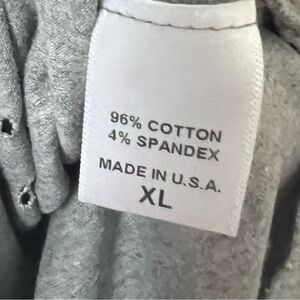 96% COTTON
4% SPANDEX
MADE IN U.S.A.
XL